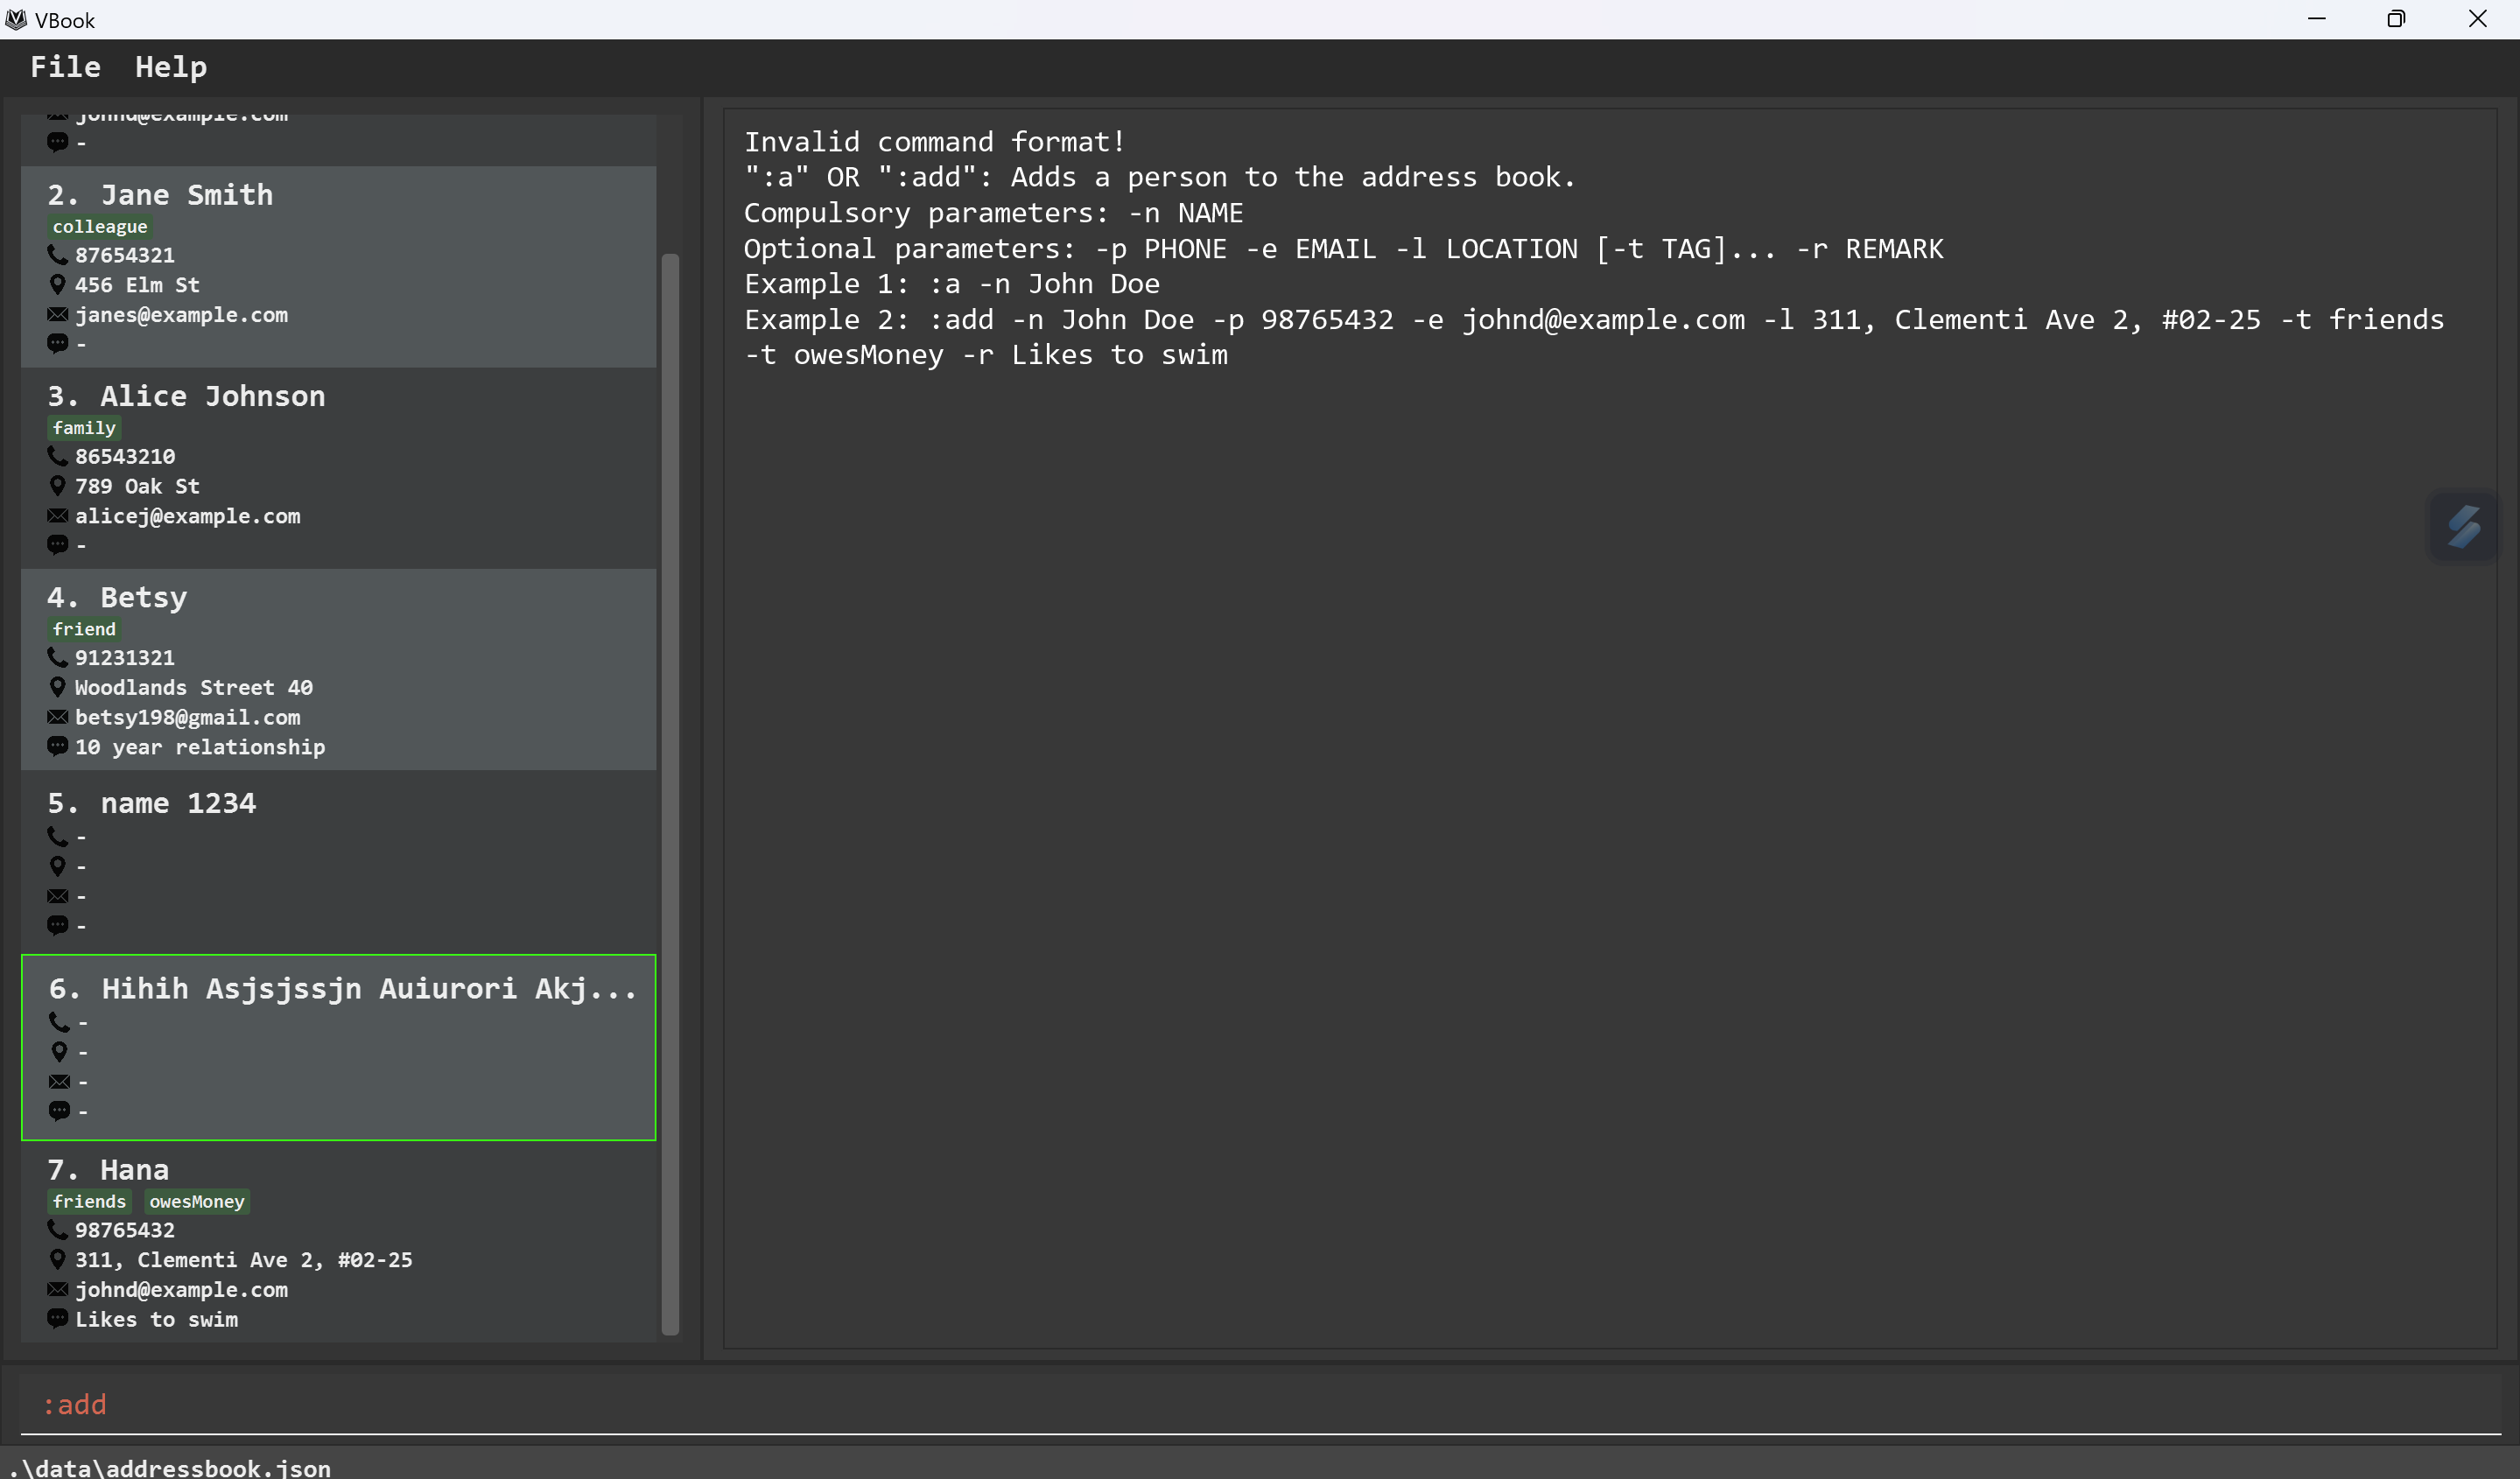 VBook
File Help
johnd@example.com
-
2. Jane Smith
colleague
87654321
456 Elm St
janes@example.com
-
3. Alice Johnson
family
86543210
789 Oak St
alicej@example.com
-
4. Betsy
friend
91231321
Woodlands Street 40
betsy198@gmail.com
10 year relationship
5. name 1234
-
-
-
-
6. Hihih Asjsjssjn Auiurori Akj...
-
-
-
-
7. Hana
friends owesMoney
98765432
311, Clementi Ave 2, #02-25
johnd@example.com
Likes to swim
Invalid command format!
":a" OR ":add": Adds a person to the address book.
Compulsory parameters: -n NAME
Optional parameters: -p PHONE -e EMAIL -l LOCATION [-t TAG]... -r REMARK
Example 1: :a -n John Doe
Example 2: :add -n John Doe -p 98765432 -e johnd@example.com -l 311, Clementi Ave 2, #02-25 -t friends
-t owesMoney -r Likes to swim
:add
.\data\addressbook.json